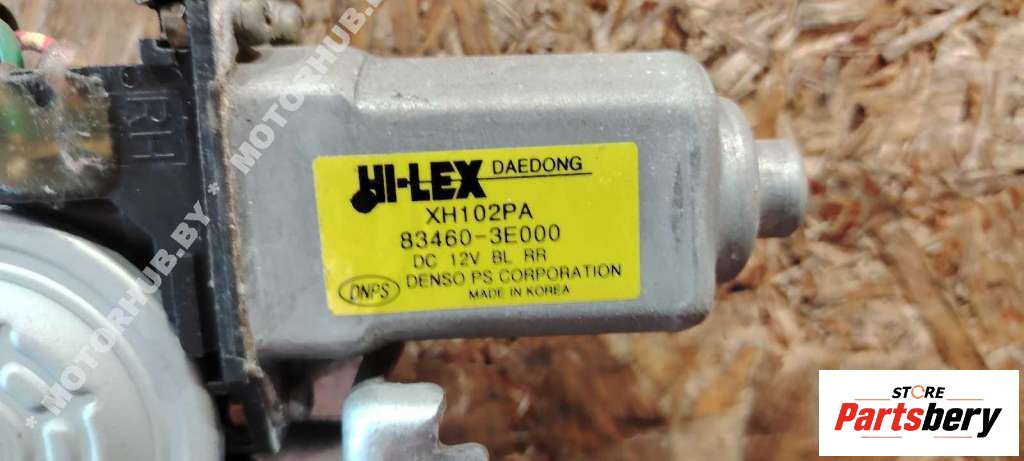 HI-LEX DAEDONG
XH102PA
83460-3E000
DC 12V BL RR
DNPS DENSO PS CORPORATION
MADE IN KOREA
RH
* MOTORHUB.BY * MOTORHUB.BY
STORE
Partsbery